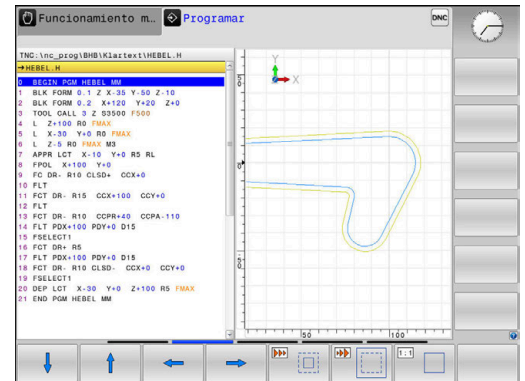 Funcionamiento m...
Programar
DNC
TNC:\nc_prog\BHB\Klartext\HEBEL.H
→HEBEL.H
0 BEGIN PGM HEBEL MM
1 BLK FORM 0.1 Z X-35 Y-50 Z-10
2 BLK FORM 0.2 X+120 Y+20 Z+0
3 TOOL CALL 3 Z S3500 F500
4 L Z+100 R0 FMAX
5 L X-30 Y+0 R0 FMAX
6 L Z-5 R0 FMAX M3
7 APPR LCT X-10 Y+0 R5 RL
8 FPOL X+100 Y+0
9 FC DR- R10 CLSD+ CCX+0
10 FLT
11 FCT DR- R15 CCX+100 CCY+0
12 FLT
13 FCT DR- R10 CCPR+40 CCPA-110
14 FLT PDX+100 PDY+0 D15
15 FSELECT1
16 FCT DR+ R5
17 FLT PDX+100 PDY+0 D15
18 FCT DR- R10 CLSD- CCX+0 CCY+0
19 FSELECT1
20 DEP LCT X-30 Y+0 Z+100 R5 FMAX
21 END PGM HEBEL MM
Y
X
50
100
1:1